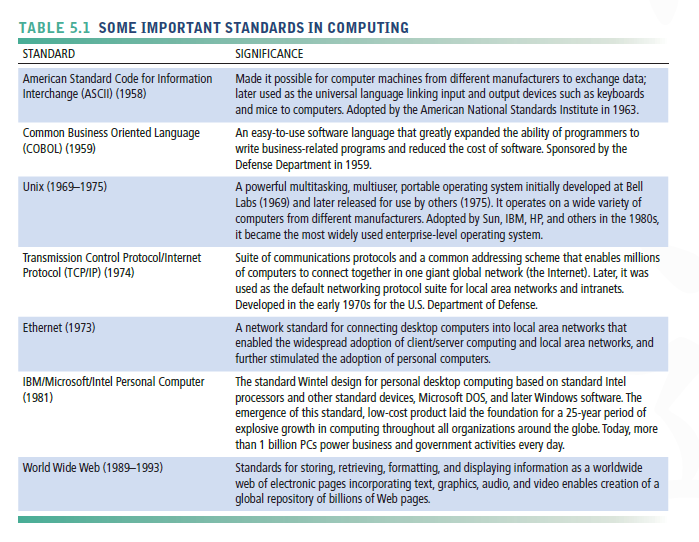 TABLE 5.1 SOME IMPORTANT STANDARDS IN COMPUTING
STANDARD SIGNIFICANCE
American Standard Code for Information
Interchange (ASCII) (1958)
Made it possible for computer machines from different manufacturers to exchange data;
later used as the universal language linking input and output devices such as keyboards
and mice to computers. Adopted by the American National Standards Institute in 1963.
Common Business Oriented Language
(COBOL) (1959)
An easy-to-use software language that greatly expanded the ability of programmers to
write business-related programs and reduced the cost of software. Sponsored by the
Defense Department in 1959.
Unix (1969–1975)
A powerful multitasking, multiuser, portable operating system initially developed at Bell
Labs (1969) and later released for use by others (1975). It operates on a wide variety of
computers from different manufacturers. Adopted by Sun, IBM, HP, and others in the 1980s,
it became the most widely used enterprise-level operating system.
Transmission Control Protocol/Internet
Protocol (TCP/IP) (1974)
Suite of communications protocols and a common addressing scheme that enables millions
of computers to connect together in one giant global network (the Internet). Later, it was
used as the default networking protocol suite for local area networks and intranets.
Developed in the early 1970s for the U.S. Department of Defense.
Ethernet (1973)
A network standard for connecting desktop computers into local area networks that
enabled the widespread adoption of client/server computing and local area networks, and
further stimulated the adoption of personal computers.
IBM/Microsoft/Intel Personal Computer
(1981)
The standard Wintel design for personal desktop computing based on standard Intel
processors and other standard devices, Microsoft DOS, and later Windows software. The
emergence of this standard, low-cost product laid the foundation for a 25-year period of
explosive growth in computing throughout all organizations around the globe. Today, more
than 1 billion PCs power business and government activities every day.
World Wide Web (1989–1993)
Standards for storing, retrieving, formatting, and displaying information as a worldwide
web of electronic pages incorporating text, graphics, audio, and video enables creation of a
global repository of billions of Web pages.